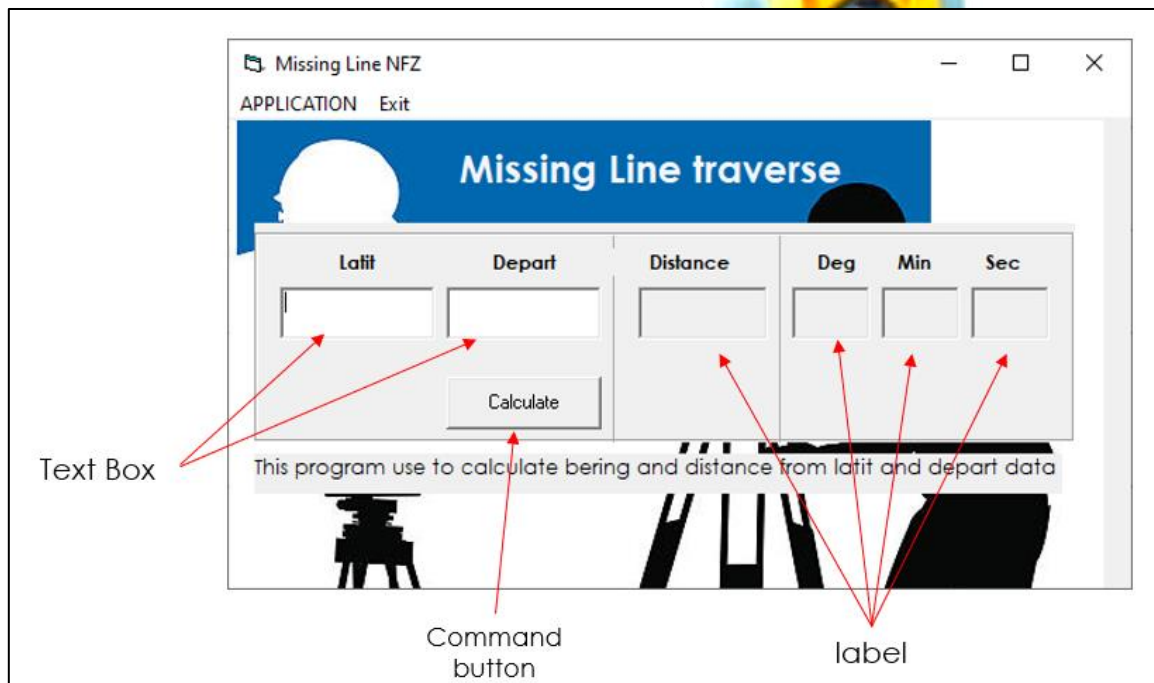 Missing Line NFZ
APPLICATION Exit
Missing Line traverse
Latit Depart Distance Deg Min Sec
Calculate
Text Box
This program use to calculate bering and distance from latit and depart data
Command
button
label